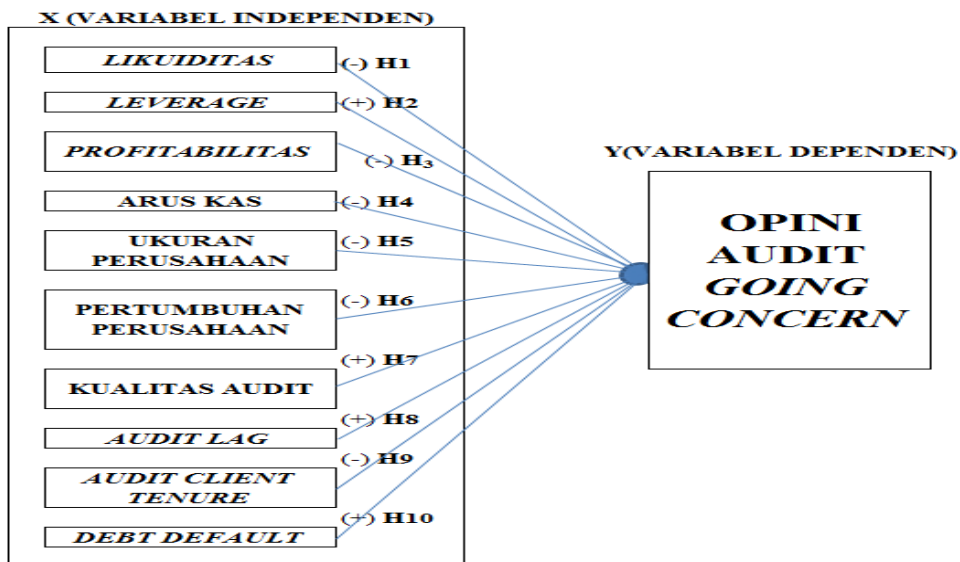 X (VARIABEL INDEPENDEN)
LIKUIDITAS
(-) H1
LEVERAGE
(+) H2
PROFITABILITAS
(-) H3
ARUS KAS
(-) H4
UKURAN
PERUSAHAAN
(-) H5
PERTUMBUHAN
PERUSAHAAN
(-) H6
KUALITAS AUDIT
(+) H7
AUDIT LAG
(+) H8
AUDIT CLIENT
TENURE
(-) H9
DEBT DEFAULT
(+) H10
Y(VARIABEL DEPENDEN)
OPINI
AUDIT
GOING
CONCERN